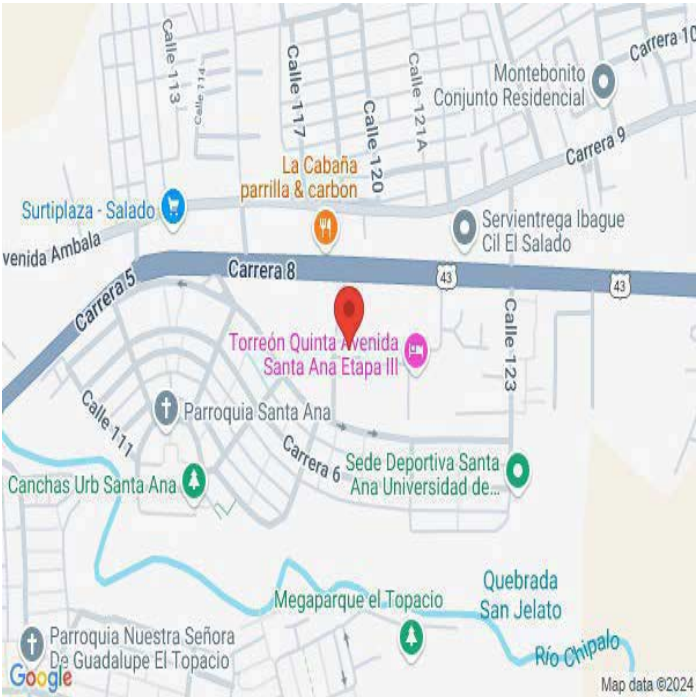 Carrera 10
Calle 113
Calle 114
Calle 117
Calle 120
Calle 121A
Montebonito
Conjunto Residencial
Carrera 9
La Cabaña
parrilla & carbon
Surtiplaza - Salado
Servientrega Ibague
Cil El Salado
venida Ambala
Carrera 8
43
43
Carrera 5
Calle 123
Torreón Quinta Avenida
Santa Ana Etapa III
Calle 111
Parroquia Santa Ana
Carrera 6
Canchas Urb Santa Ana
Sede Deportiva Santa
Ana Universidad de...
Quebrada
San Jelato
Megaparque el Topacio
Río Chipalo
Parroquia Nuestra Señora
De Guadalupe El Topacio
Google
Map data ©2024